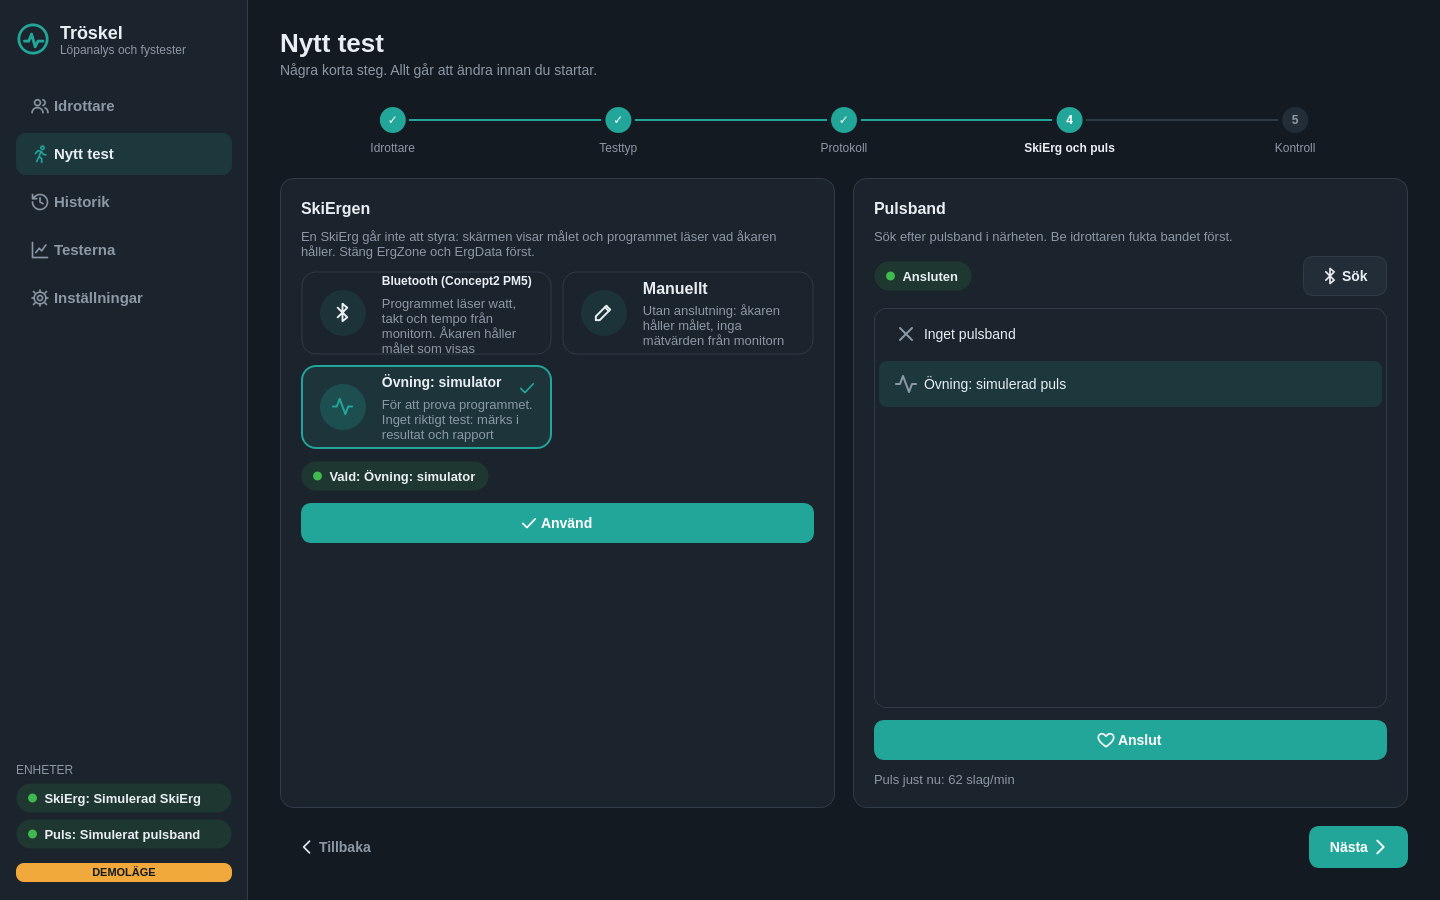 Tröskel
Löpanalys och fystester
Idrottare
Nytt test
Historik
Testerna
Inställningar
ENHETER
SkiErg: Simulerad SkiErg
Puls: Simulerat pulsband
DEMOLÄGE
Nytt test
Några korta steg. Allt går att ändra innan du startar.
✓
Idrottare
✓
Testtyp
✓
Protokoll
4
SkiErg och puls
5
Kontroll
SkiErgen
En SkiErg går inte att styra: skärmen visar målet och programmet läser vad åkaren
håller. Stäng ErgZone och ErgData först.
Bluetooth (Concept2 PM5)
Programmet läser watt,
takt och tempo från
monitorn. Åkaren håller
målet som visas
Manuellt
Utan anslutning: åkaren
håller målet, inga
mätvärden från monitorn
Övning: simulator
För att prova programmet.
Inget riktigt test: märks i
resultat och rapport
Vald: Övning: simulator
Använd
Pulsband
Sök efter pulsband i närheten. Be idrottaren fukta bandet först.
Ansluten
Sök
Inget pulsband
Övning: simulerad puls
Anslut
Puls just nu: 62 slag/min
Tillbaka
Nästa